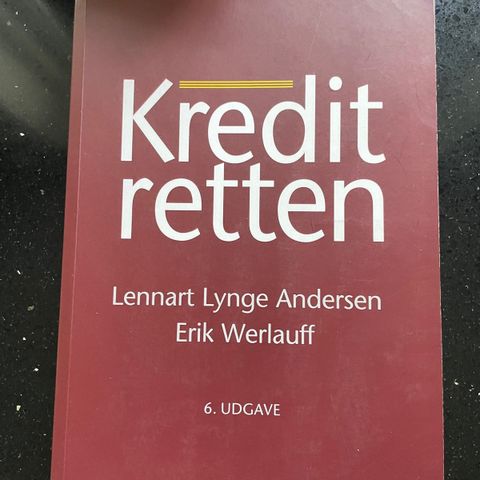 Kredit
retten
Lennart Lynge Andersen
Erik Werlauff
6. UDGAVE